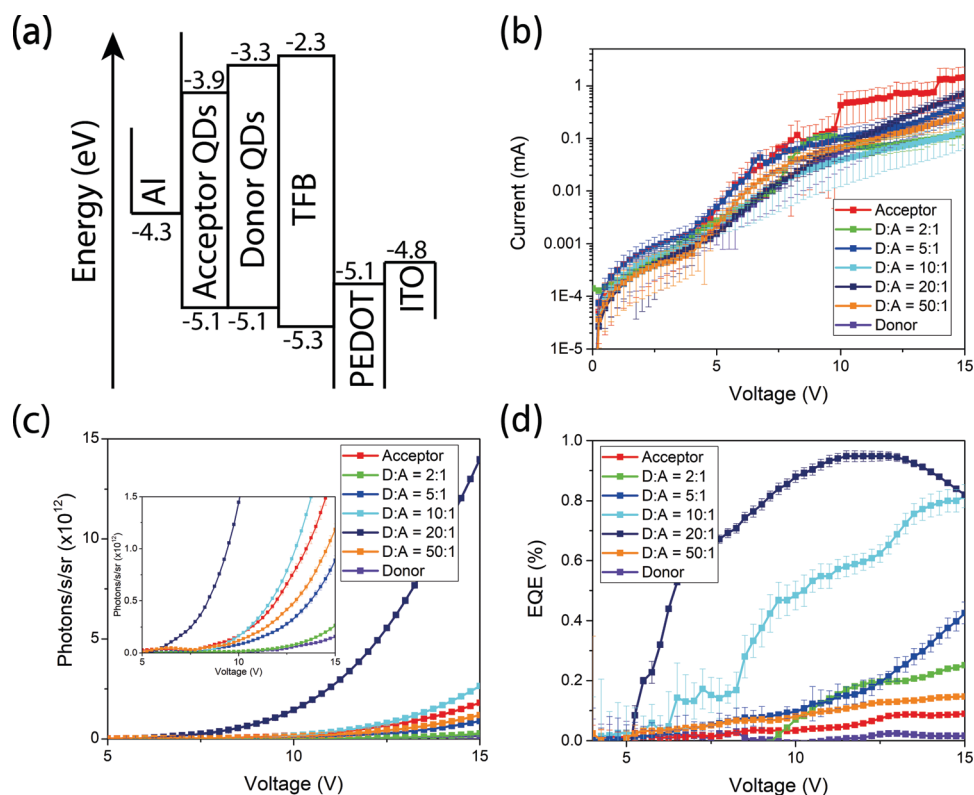 (a)
Energy (eV)
Al
-4.3
-3.9
Acceptor QDs
-5.1
-3.3
Donor QDs
-5.1
-2.3
TFB
-5.3
-5.1
PEDOT
-4.8
ITO
(b)
Current (mA)
1
0.1
0.01
0.001
1E-4
1E-5
0
5
10
15
Voltage (V)
Acceptor
D:A = 2:1
D:A = 5:1
D:A = 10:1
D:A = 20:1
D:A = 50:1
Donor
(c)
Photons/s/sr (x10¹²)
15
10
5
0
5
10
15
Voltage (V)
Photons/s/sr (x10¹²)
1.5
1.0
0.5
0.0
5
10
15
Voltage (V)
Acceptor
D:A = 2:1
D:A = 5:1
D:A = 10:1
D:A = 20:1
D:A = 50:1
Donor
(d)
EQE (%)
1.0
0.8
0.6
0.4
0.2
0.0
5
10
15
Voltage (V)
Acceptor
D:A = 2:1
D:A = 5:1
D:A = 10:1
D:A = 20:1
D:A = 50:1
Donor